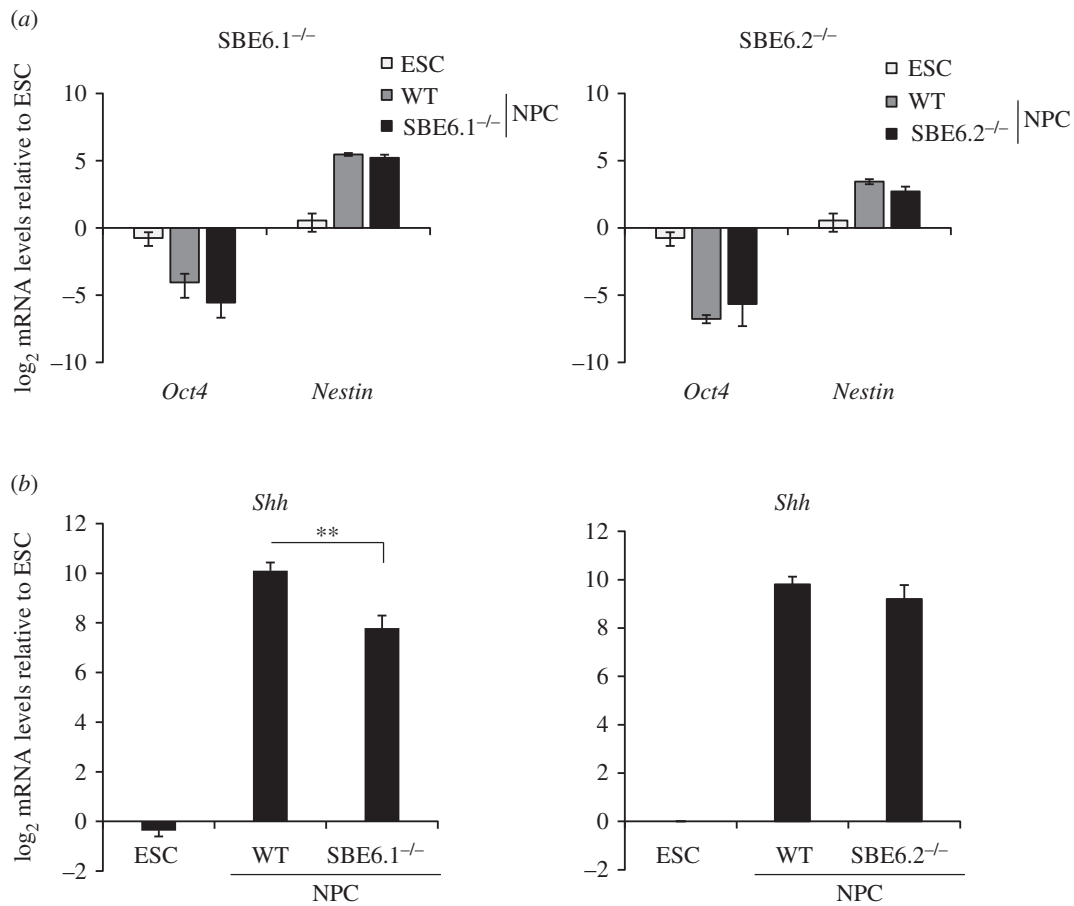 (a)
SBE6.1–/–
ESC
WT
SBE6.1–/–
NPC
log2 mRNA levels relative to ESC
10
5
0
–5
–10
Oct4 Nestin
SBE6.2–/–
ESC
WT
SBE6.2–/–
NPC
10
5
0
–5
–10
Oct4 Nestin
(b)
Shh
**
log2 mRNA levels relative to ESC
12
10
8
6
4
2
0
–2
ESC WT SBE6.1–/–
NPC
Shh
12
10
8
6
4
2
0
–2
ESC WT SBE6.2–/–
NPC